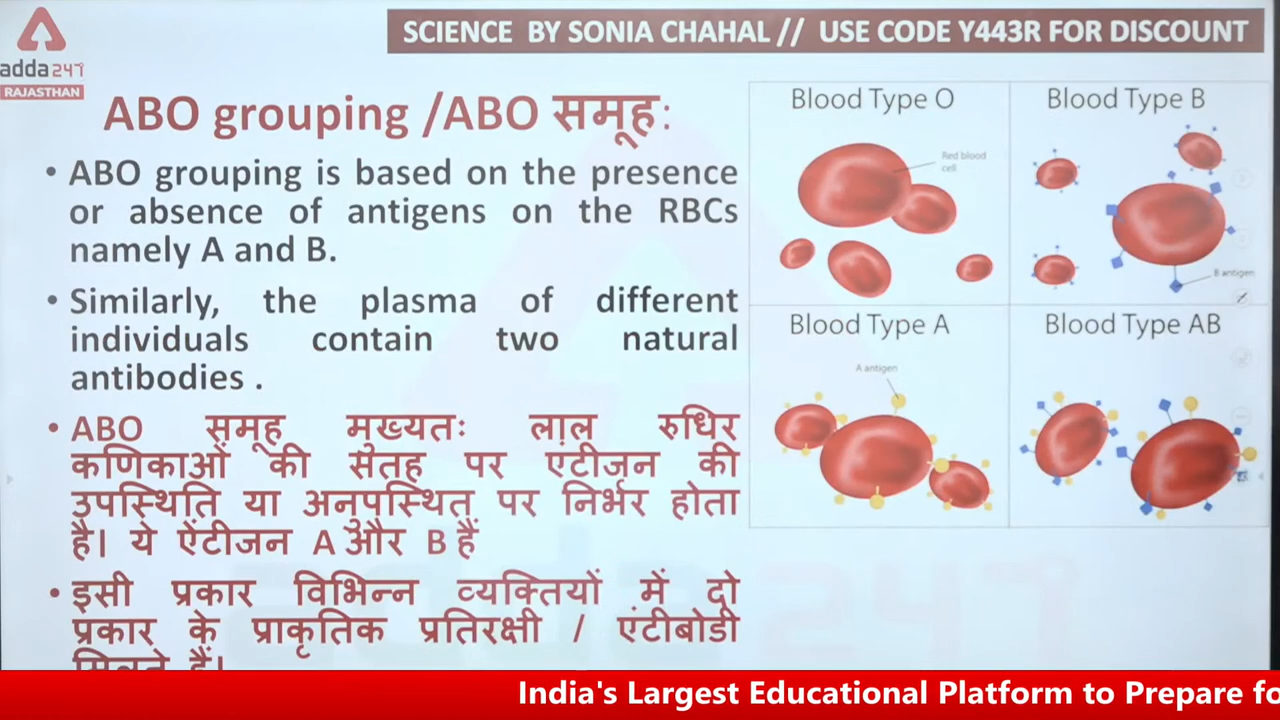 SCIENCE BY SONIA CHAHAL // USE CODE Y443R FOR DISCOUNT
adda247
RAJASTHAN
ABO grouping /ABO समूह:
• ABO grouping is based on the presence
or absence of antigens on the RBCs
namely A and B.
• Similarly, the plasma of different
individuals contain two natural
antibodies .
• ABO समूह मुख्यतः लाल रुधिर
कणिकाओं की सतह पर एंटीजन की
उपस्थिति या अनुपस्थित पर निर्भर होता
है। ये ऐंटीजन A और B हैं
• इसी प्रकार विभिन्न व्यक्तियों में दो
प्रकार के प्राकृतिक प्रतिरक्षी / एंटीबोडी
मिलते हैं।
Blood Type O
Red blood
cell
Blood Type B
B antigen
Blood Type A
A antigen
Blood Type AB
India's Largest Educational Platform to Prepare fo